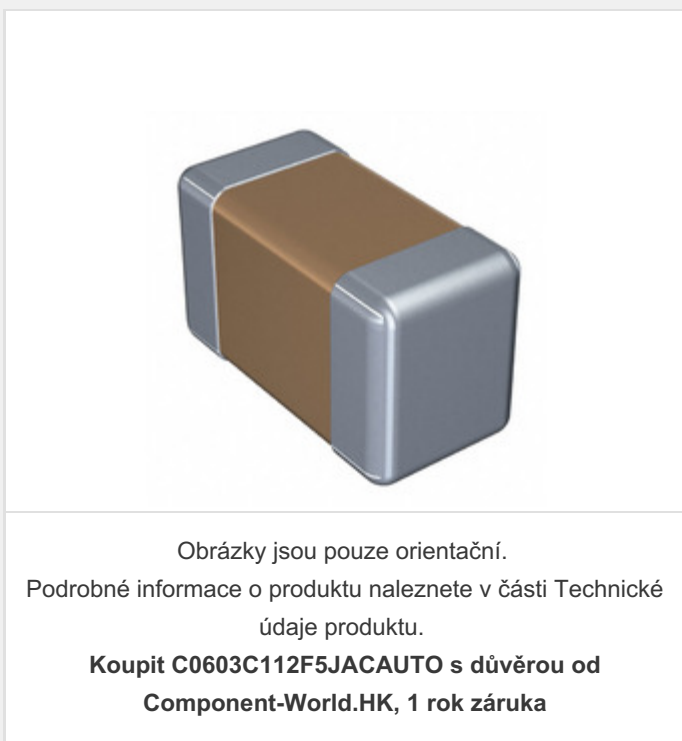 Obrázky jsou pouze orientační.
Podrobné informace o produktu naleznete v části Technické
údaje produktu.
Koupit C0603C112F5JACAUTO s důvěrou od
Component-World.HK, 1 rok záruka